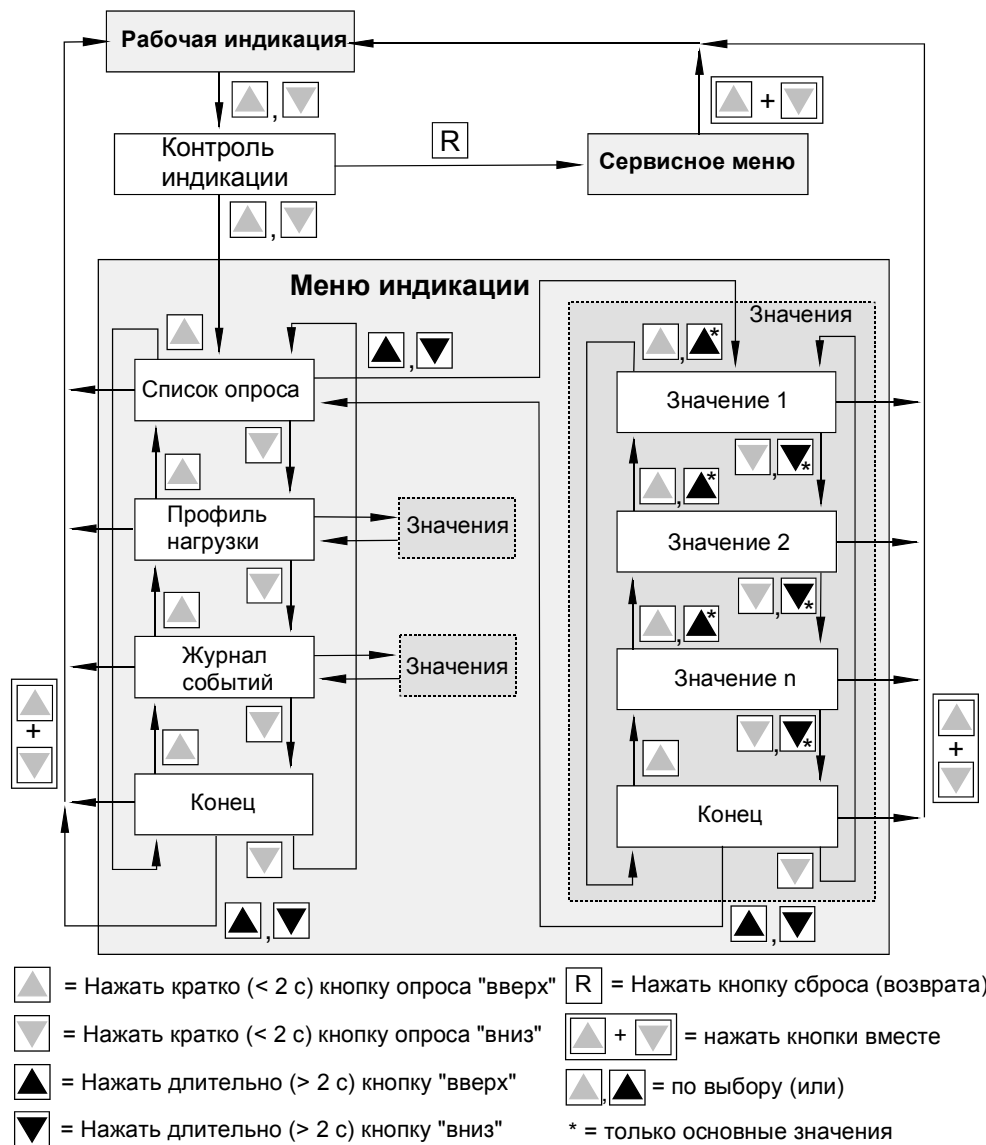 Рабочая индикация
,
+
Контроль
индикации
R
Сервисное меню
,
Меню индикации
Значения
,
, *
Список опроса
Значение 1
, *
, *
Профиль
нагрузки
Значения
Значение 2
, *
, *
Журнал
событий
Значения
Значение n
+
, *
+
Конец
Конец
,
,
= Нажать кратко (< 2 с) кнопку опроса "вверх"
R = Нажать кнопку сброса (возврата)
= Нажать кратко (< 2 с) кнопку опроса "вниз"
+ = нажать кнопки вместе
= Нажать длительно (> 2 с) кнопку "вверх"
, = по выбору (или)
= Нажать длительно (> 2 с) кнопку "вниз"
* = только основные значения